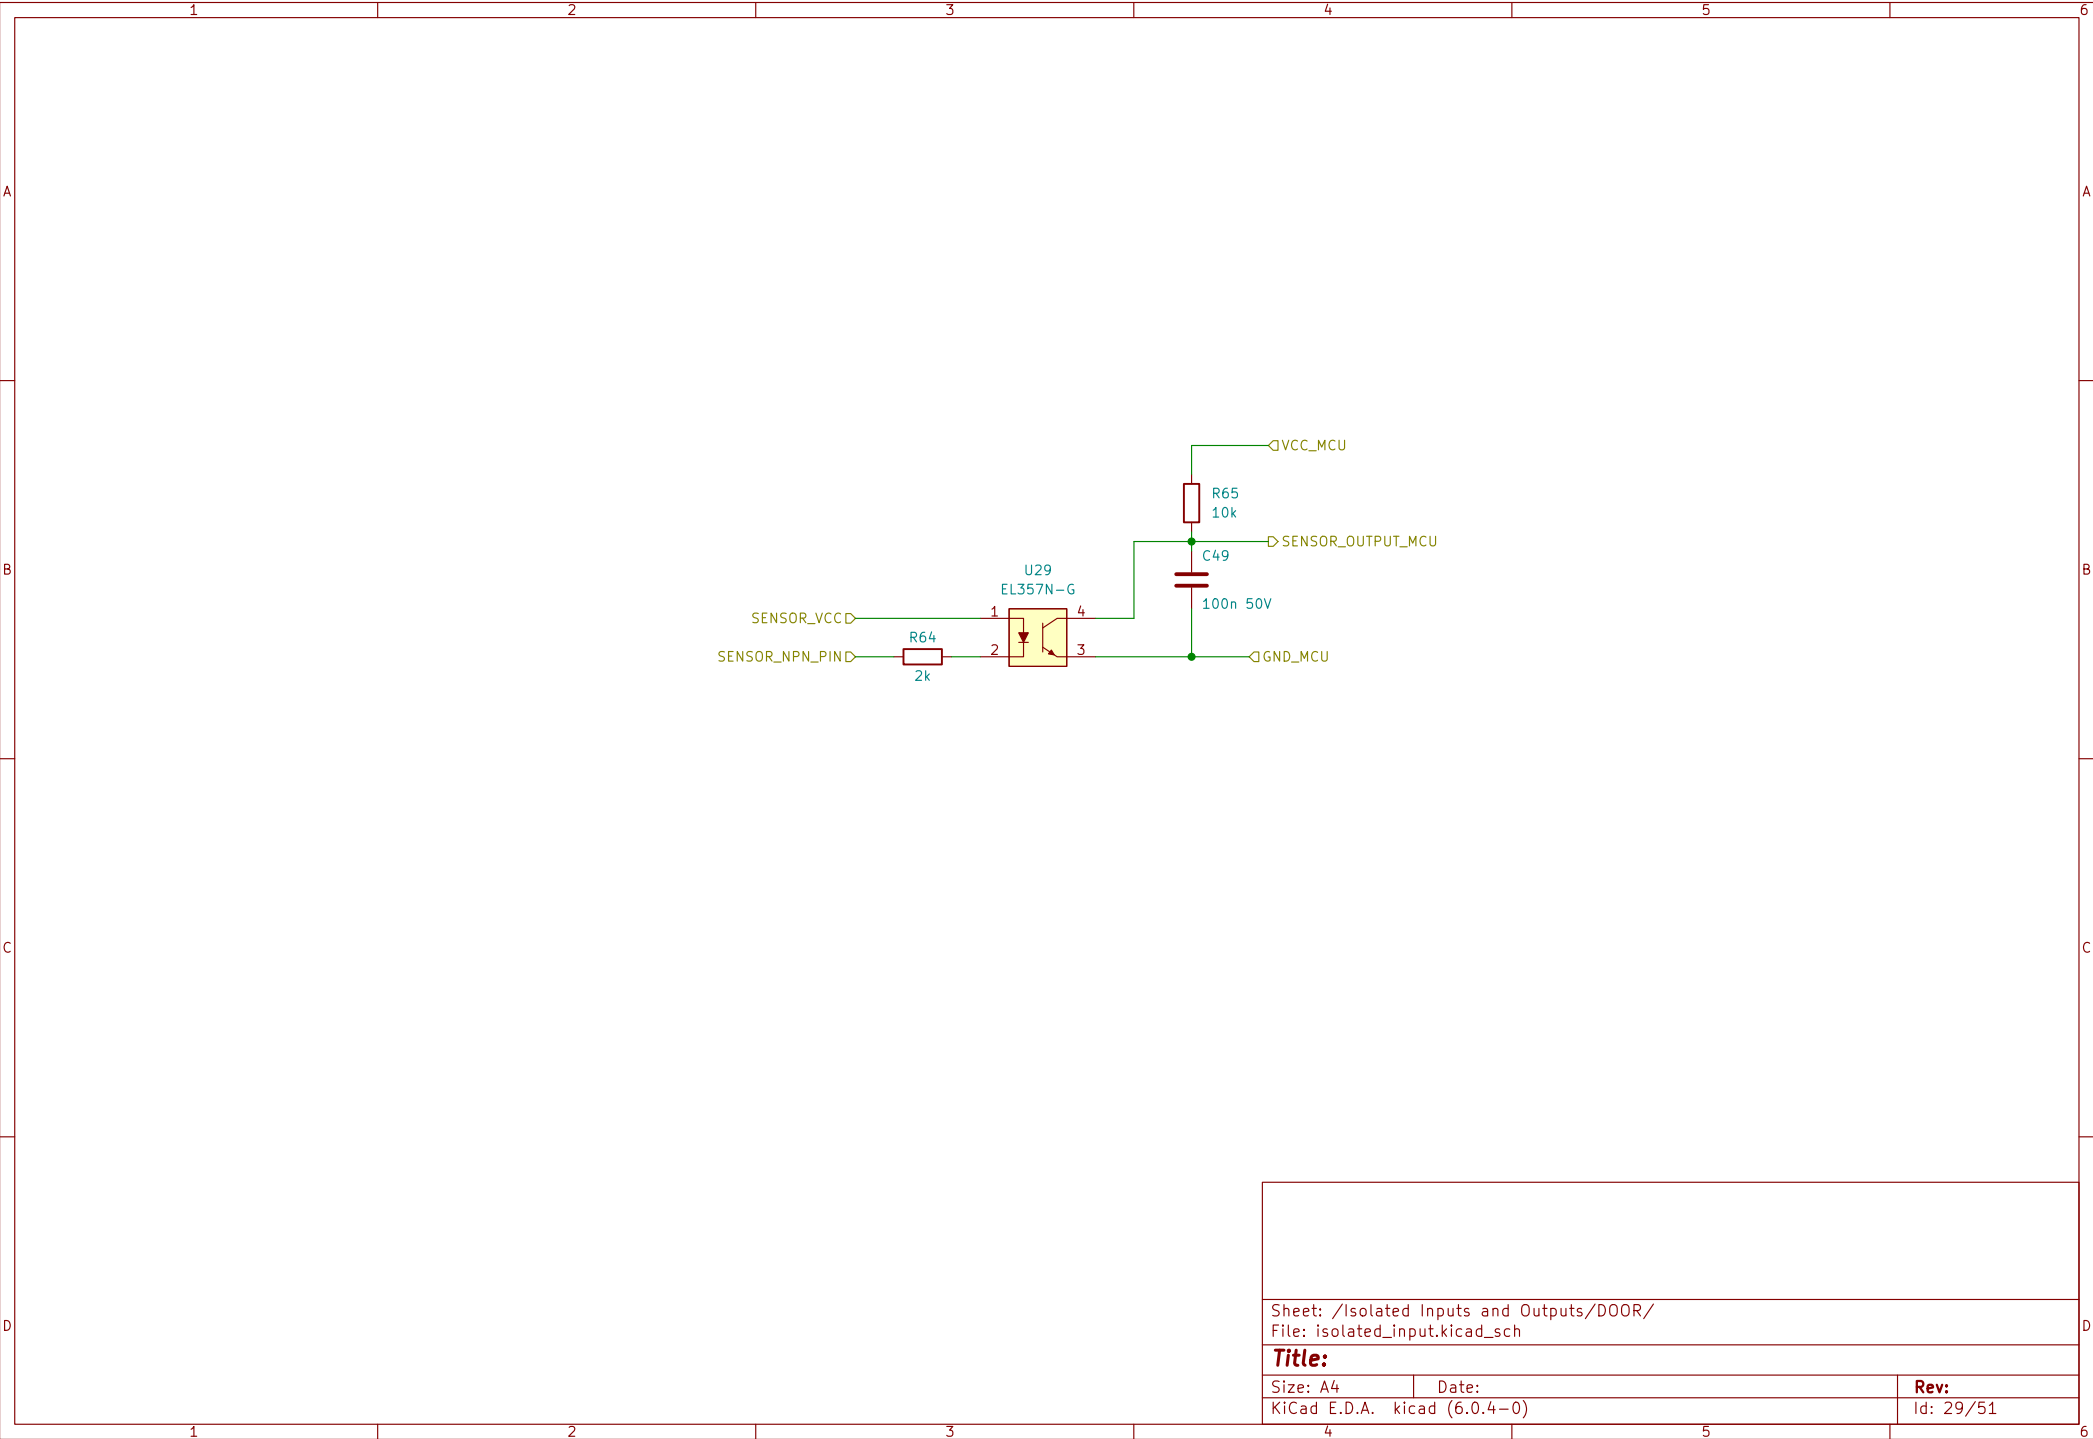 1 2 3 4 5 6
A A
VCC_MCU
R65
10k
SENSOR_OUTPUT_MCU
C49
B B
U29
EL357N-G
100n 50V
SENSOR_VCC 1 4
R64
SENSOR_NPN_PIN 2 3 GND_MCU
2k
C C
Sheet: /Isolated Inputs and Outputs/DOOR/
D D
File: isolated_input.kicad_sch
Title:
Size: A4 Date: Rev:
KiCad E.D.A. kicad (6.0.4-0) Id: 29/51
1 2 3 4 5 6